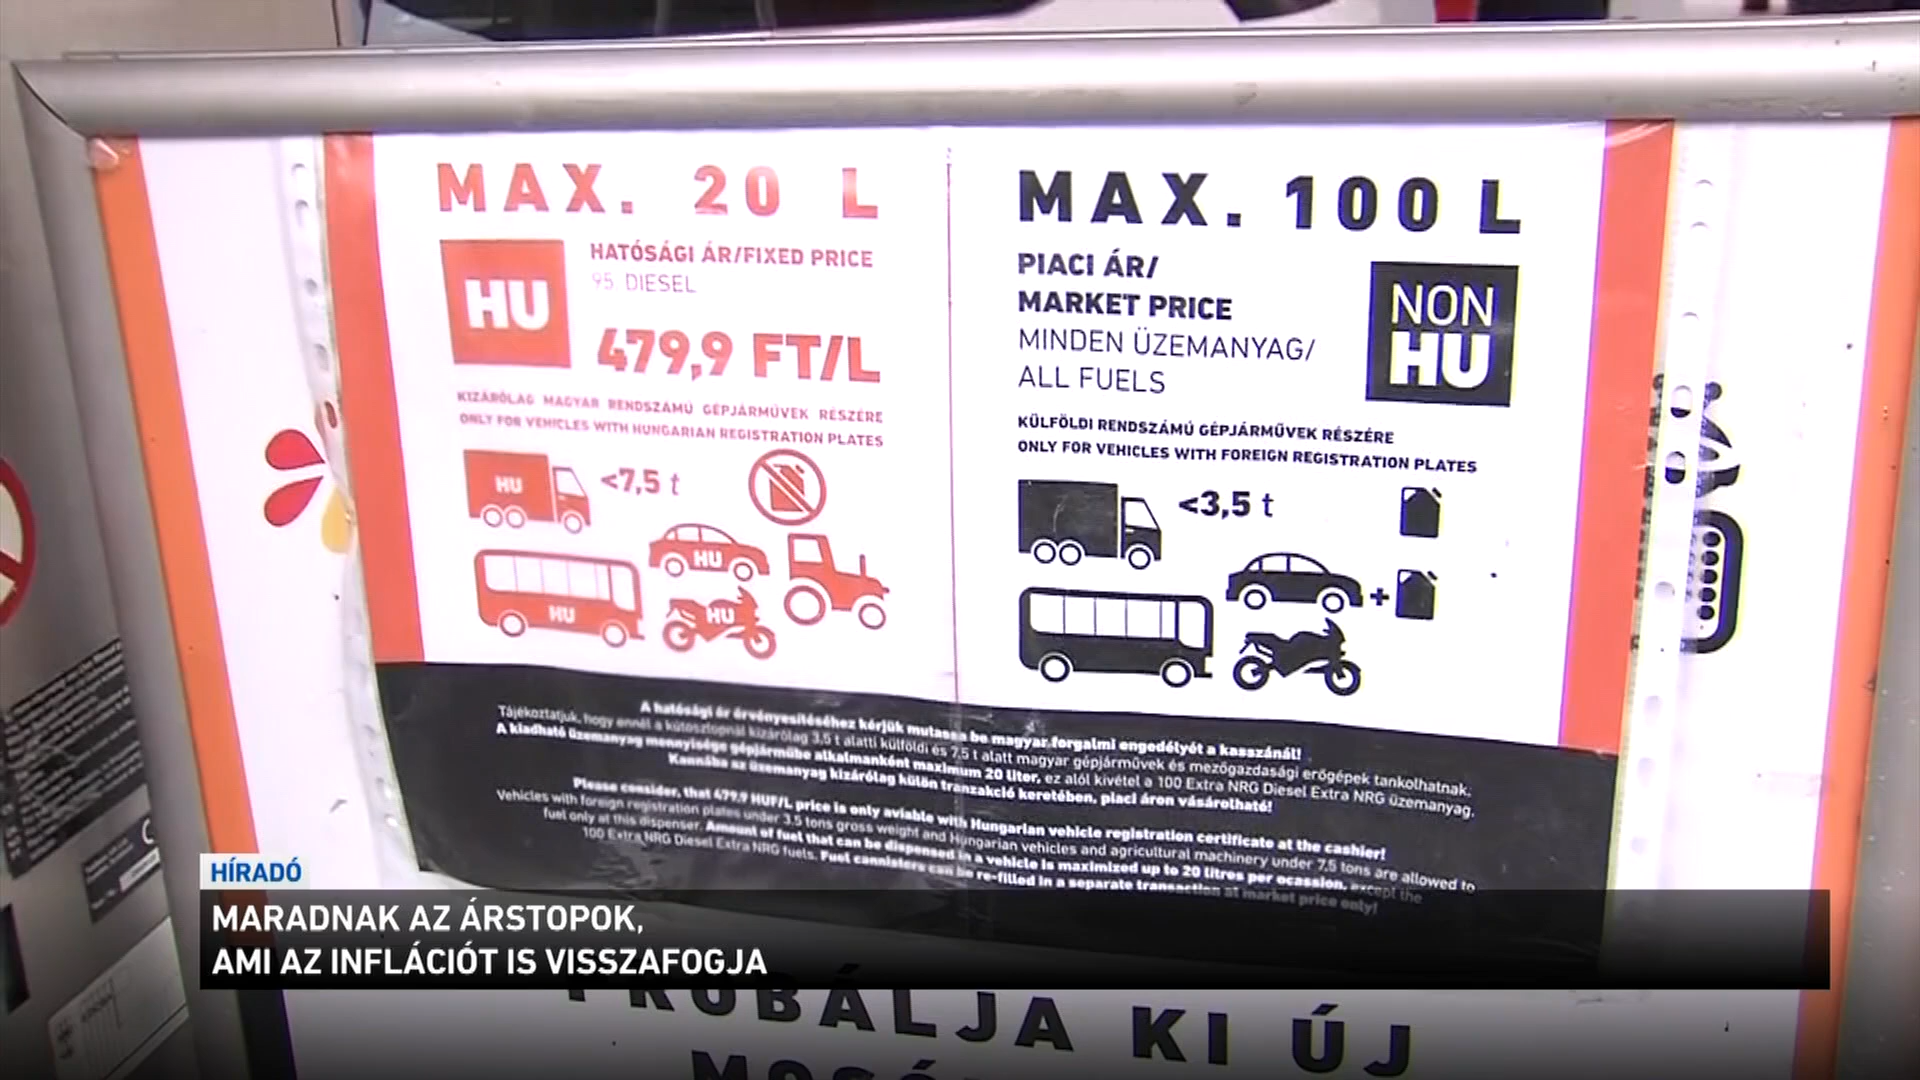 MAX. 20 L
HU
HATÓSÁGI ÁR/FIXED PRICE
95, DIESEL
479,9 FT/L
KIZÁRÓLAG MAGYAR RENDSZÁMÚ GÉPJÁRMŰVEK RÉSZÉRE
ONLY FOR VEHICLES WITH HUNGARIAN REGISTRATION PLATES
HU
<7,5 t
HU
HU
HU
MAX. 100 L
PIACI ÁR/
MARKET PRICE
MINDEN ÜZEMANYAG/
ALL FUELS
NON
HU
KÜLFÖLDI RENDSZÁMÚ GÉPJÁRMŰVEK RÉSZÉRE
ONLY FOR VEHICLES WITH FOREIGN REGISTRATION PLATES
<3,5 t
+
A hatósági ár érvényesítéséhez kérjük mutassa be magyar forgalmi engedélyét a kasszánál!
Tájékoztatjuk, hogy ennél a kútoszlopnál kizárólag 3,5 t alatti külföldi és 7,5 t alatt magyar gépjárművek és mezőgazdasági erőgépek tankolhatnak.
A kiadható üzemanyag mennyisége gépjárműbe alkalmanként maximum 20 liter, ez alól kivétel a 100 Extra NRG Diesel Extra NRG üzemanyag.
Kannába az üzemanyag kizárólag külön tranzakció keretében, piaci áron vásárolható!
Please consider, that 479,9 HUF/L price is only aviable with Hungarian vehicle registration certificate at the cashier!
Vehicles with foreign registration plates under 3.5 tons gross weight and Hungarian vehicles and agricultural machinery under 7,5 tons are allowed to
fuel only at this dispenser. Amount of fuel that can be dispensed in a vehicle is maximized up to 20 litres per ocassion, except the
100 Extra NRG Diesel Extra NRG fuels. Fuel cannisters can be re-filled in a separate transaction at market price only!
HÍRADÓ
MARADNAK AZ ÁRSTOPOK,
AMI AZ INFLÁCIÓT IS VISSZAFOGJA
PRÓBÁLJA KI ÚJ